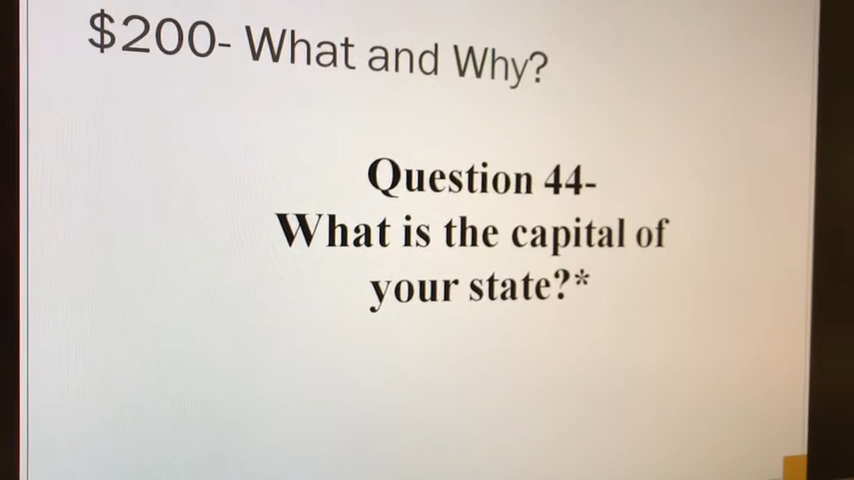 $200- What and Why?
Question 44-
What is the capital of
your state?*